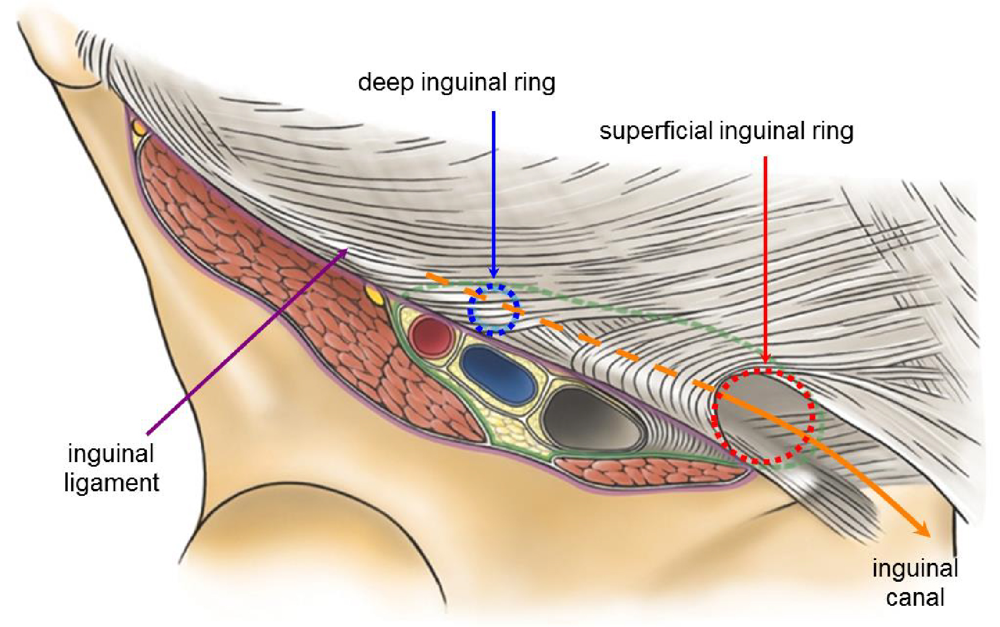 deep inguinal ring
superficial inguinal ring
inguinal
ligament
inguinal
canal